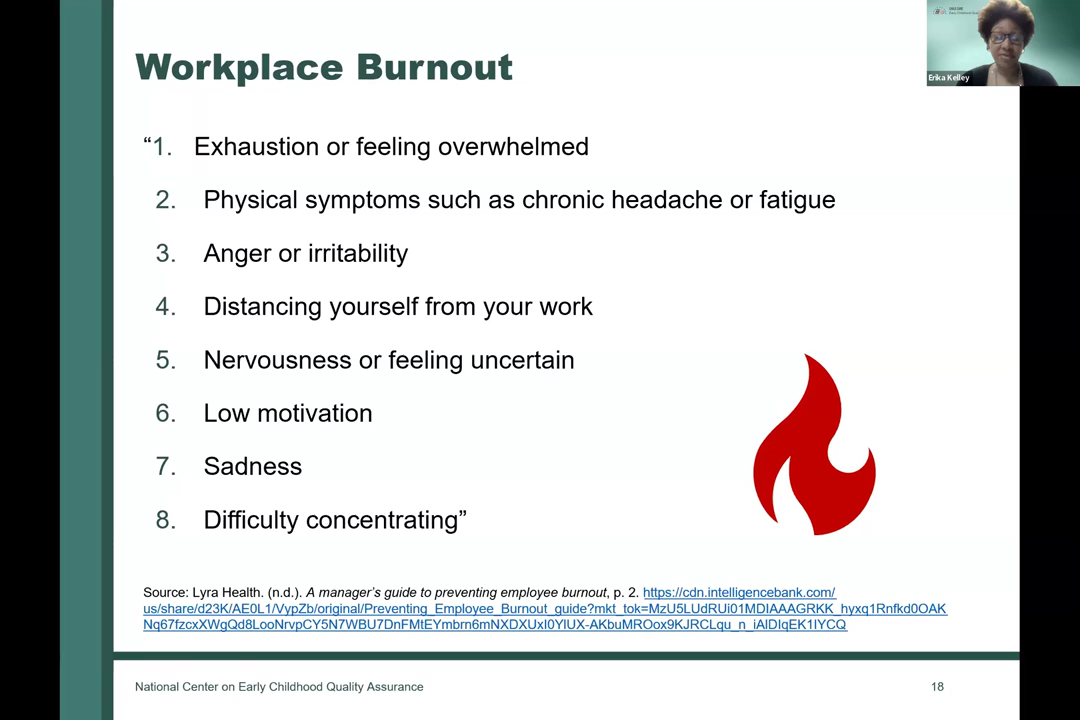 Workplace Burnout
Erika Kelley
“1. Exhaustion or feeling overwhelmed
2. Physical symptoms such as chronic headache or fatigue
3. Anger or irritability
4. Distancing yourself from your work
5. Nervousness or feeling uncertain
6. Low motivation
7. Sadness
8. Difficulty concentrating”
Source: Lyra Health. (n.d.). A manager’s guide to preventing employee burnout, p. 2. https://cdn.intelligencebank.com/
us/share/d23K/AE0L1/VypZb/original/Preventing_Employee_Burnout_guide?mkt_tok=MzU5LUdRUi01MDIAAAGRKK_hyxq1Rnfkd0OAK
Nq67fzcxXWgQd8LooNrvpCY5N7WBU7DnFMtEYmbrn6mNXDXUxI0YlUX-AKbuMROox9KJRCLqu_n_iAlDIqEK1IYCQ
National Center on Early Childhood Quality Assurance
18